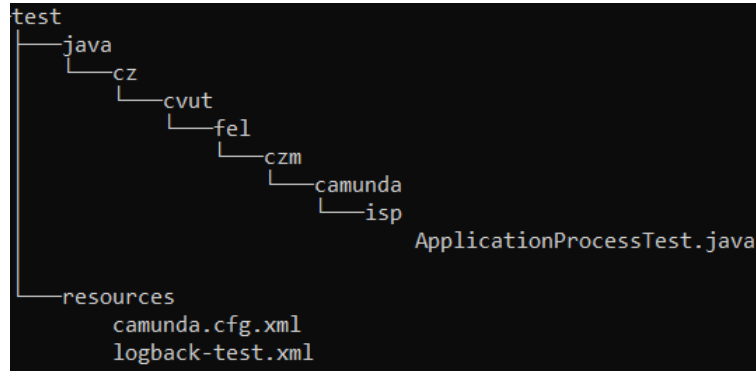 test
java
cz
cvut
fel
czm
camunda
isp
ApplicationProcessTest.java
resources
camunda.cfg.xml
logback-test.xml